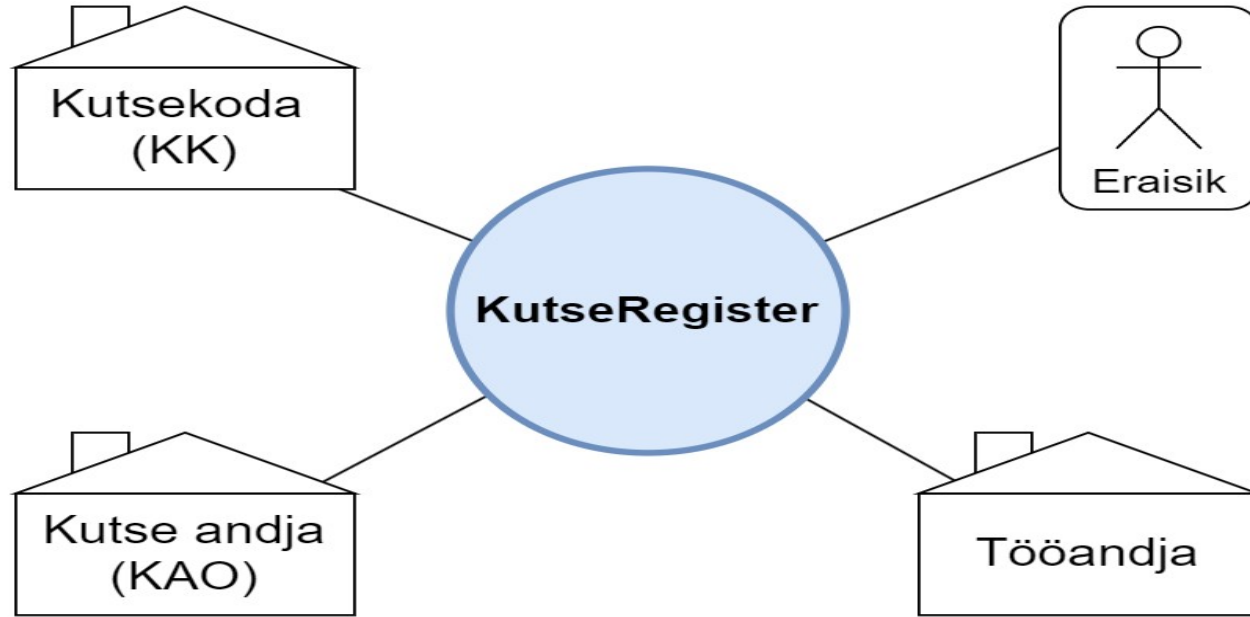 Kutsekoda
(KK)
Eraisik
KutseRegister
Kutse andja
(KAO)
Tööandja